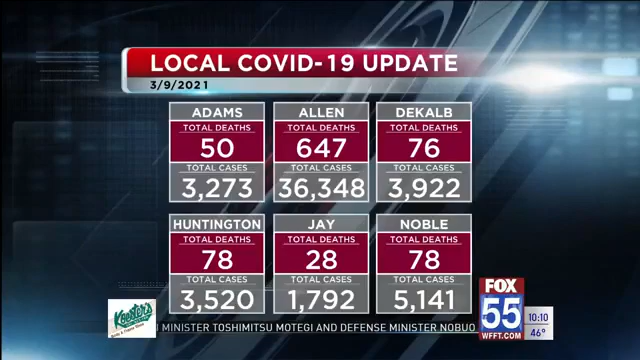 LOCAL COVID-19 UPDATE
3/9/2021
ADAMS
TOTAL DEATHS
50
TOTAL CASES
3,273
ALLEN
TOTAL DEATHS
647
TOTAL CASES
36,348
DEKALB
TOTAL DEATHS
76
TOTAL CASES
3,922
HUNTINGTON
TOTAL DEATHS
78
TOTAL CASES
3,520
JAY
TOTAL DEATHS
28
TOTAL CASES
1,792
NOBLE
TOTAL DEATHS
78
TOTAL CASES
5,141
FOX
55
WFFT.COM
10:10
46°
MINISTER TOSHIMITSU MOTEGI AND DEFENSE MINISTER NOBUO